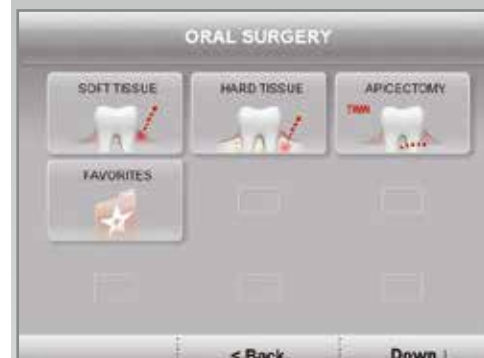 ORAL SURGERY
SOFT TISSUE
HARD TISSUE
APICECTOMY
TWIN
FAVORITES
< Back
Down ↓